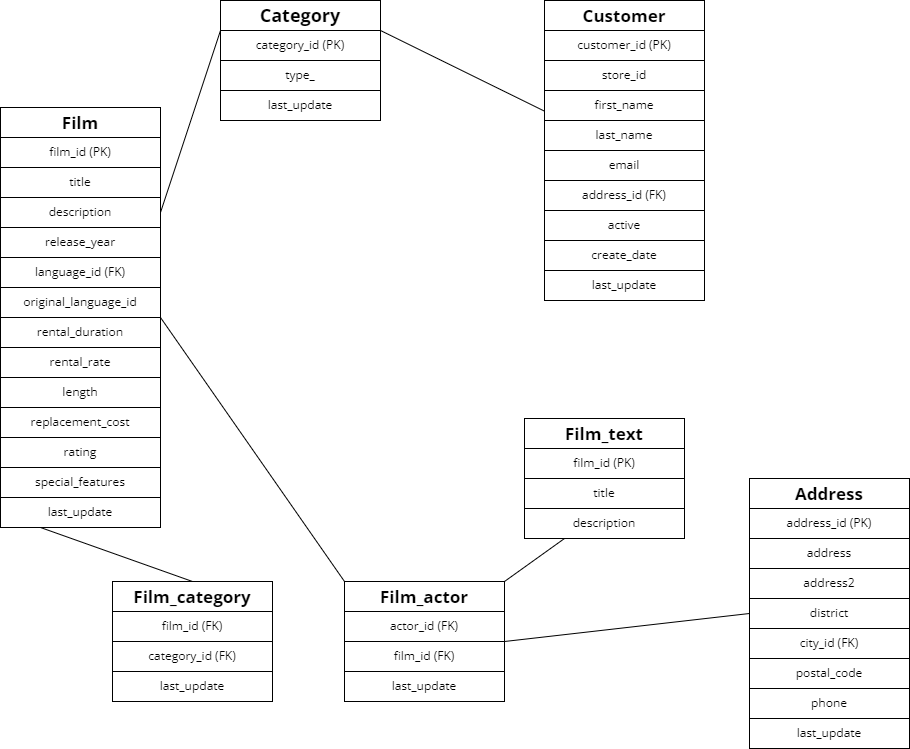 Category
category_id (PK)
type_
last_update
Customer
customer_id (PK)
store_id
first_name
last_name
email
address_id (FK)
active
create_date
last_update
Film
film_id (PK)
title
description
release_year
language_id (FK)
original_language_id
rental_duration
rental_rate
length
replacement_cost
rating
special_features
last_update
Film_text
film_id (PK)
title
description
Address
address_id (PK)
address
address2
district
city_id (FK)
postal_code
phone
last_update
Film_category
film_id (FK)
category_id (FK)
last_update
Film_actor
actor_id (FK)
film_id (FK)
last_update